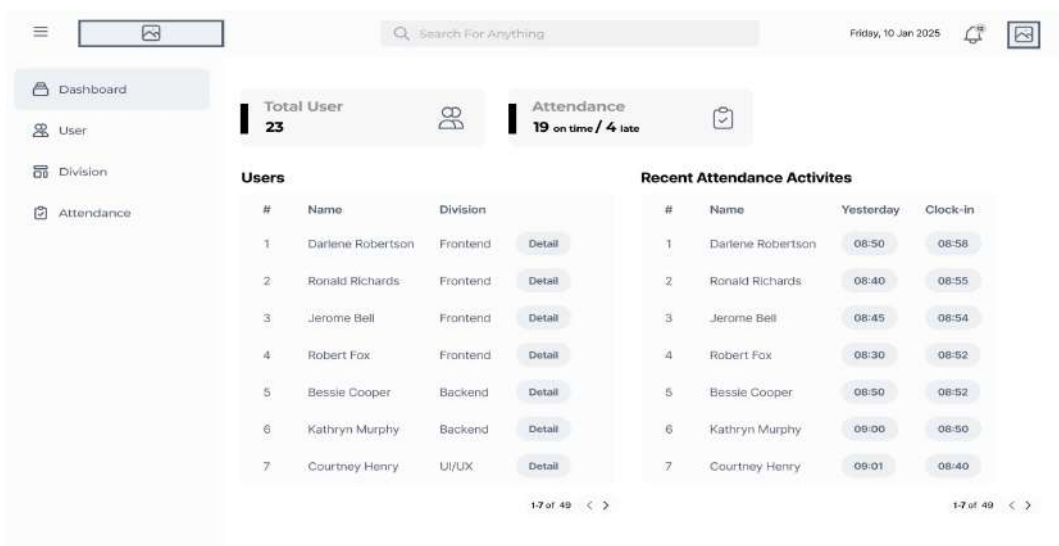 Search For Anything
Friday, 10 Jan 2025
Dashboard
User
Division
Attendance
Total User
23
Attendance
19 on time / 4 late
Users
# Name Division
1 Darlene Robertson Frontend Detail
2 Ronald Richards Frontend Detail
3 Jerome Bell Frontend Detail
4 Robert Fox Frontend Detail
5 Bessie Cooper Backend Detail
6 Kathryn Murphy Backend Detail
7 Courtney Henry UI/UX Detail
1-7 of 49 < >
Recent Attendance Activites
# Name Yesterday Clock-in
1 Darlene Robertson 08:50 08:58
2 Ronald Richards 08:40 08:55
3 Jerome Bell 08:45 08:54
4 Robert Fox 08:30 08:52
5 Bessie Cooper 08:50 08:52
6 Kathryn Murphy 09:00 08:50
7 Courtney Henry 09:01 08:40
1-7 of 49 < >